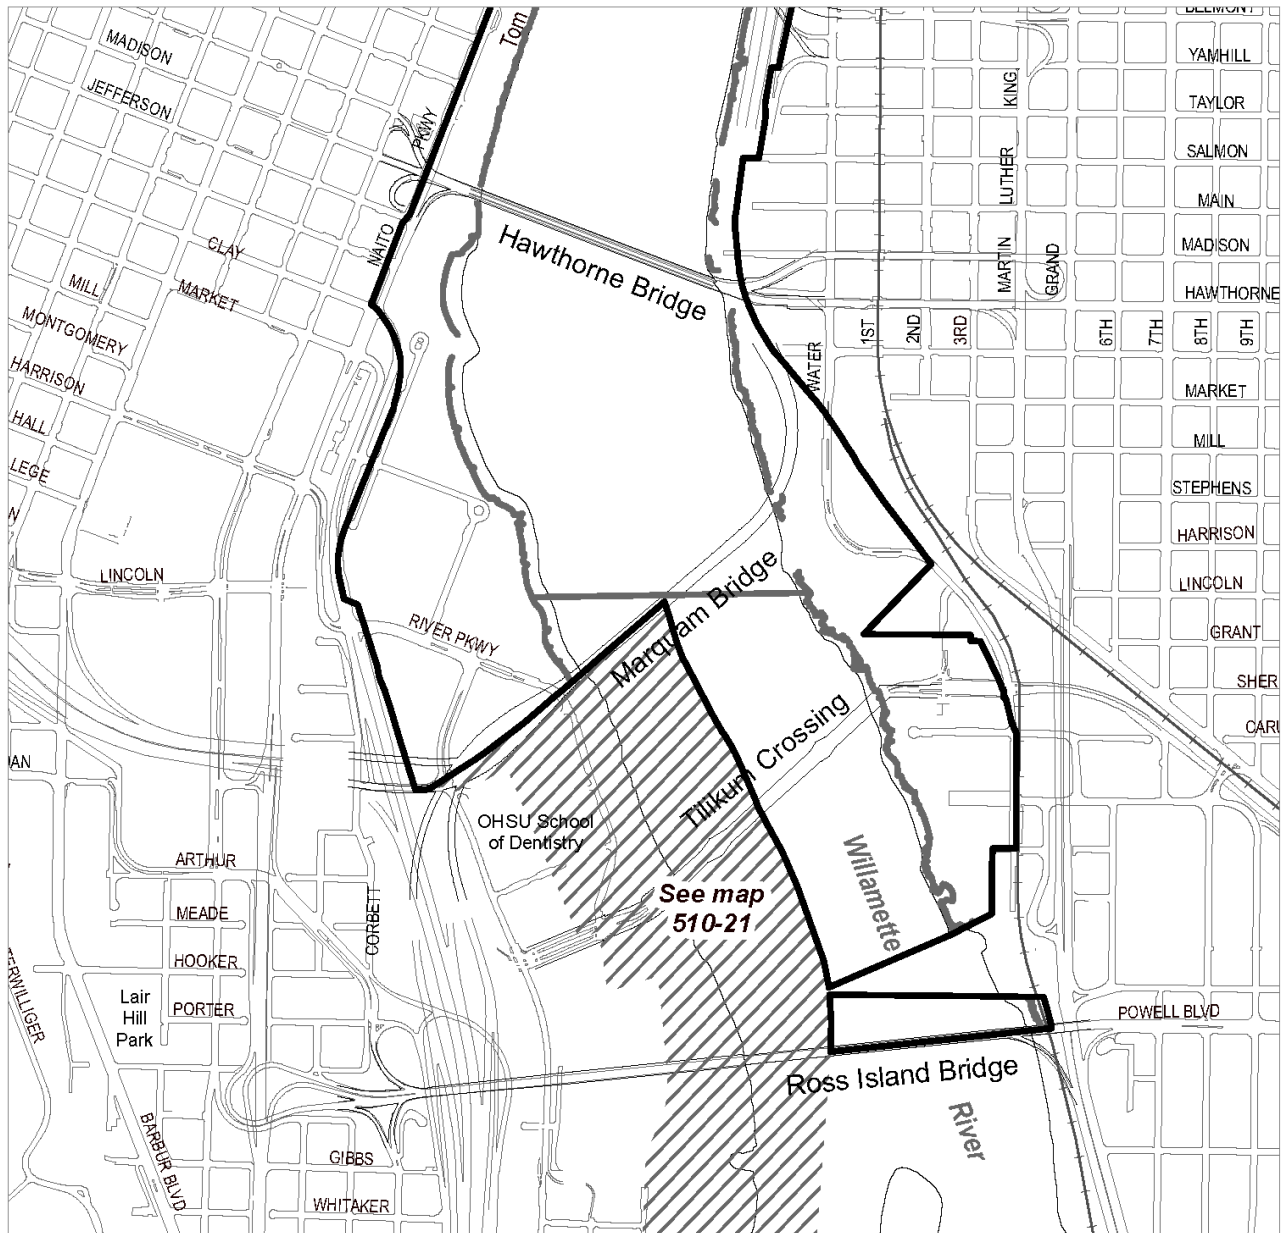 BELMONT
Tom
MADISON
YAMHILL
JEFFERSON
KING
TAYLOR
PKWY
SALMON
LUTHER
MAIN
NAITO
CLAY
Hawthorne Bridge
MARTIN
GRAND
MADISON
MILL
MARKET
HAWTHORNE
MONTGOMERY
1ST
2ND
3RD
6TH
7TH
8TH
9TH
HARRISON
WATER
MARKET
HALL
MILL
LEGE
STEPHENS
N
HARRISON
LINCOLN
Marquam Bridge
LINCOLN
RIVER PKWY
GRANT
SHER
Tilikum Crossing
CARU
AN
OHSU School
of Dentistry
ARTHUR
Willamette
See map
510-21
CORBETT
MEADE
HOOKER
ERWILLIGER
Lair
Hill
Park
PORTER
POWELL BLVD
Ross Island Bridge
River
BARBUR BLVD
GIBBS
WHITAKER